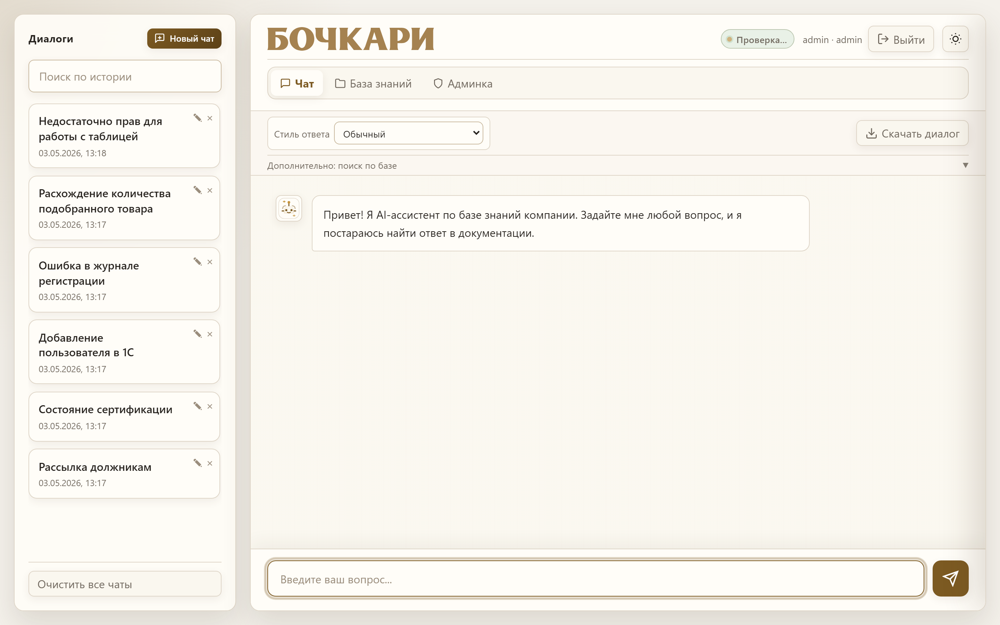 Диалоги
Новый чат
Поиск по истории
Недостаточно прав для
работы с таблицей
03.05.2026, 13:18
Расхождение количества
подобранного товара
03.05.2026, 13:17
Ошибка в журнале
регистрации
03.05.2026, 13:17
Добавление
пользователя в 1С
03.05.2026, 13:17
Состояние сертификации
03.05.2026, 13:17
Рассылка должникам
03.05.2026, 13:17
Очистить все чаты
БОЧКАРИ
Проверка...
admin · admin
Выйти
Чат
База знаний
Админка
Стиль ответа
Обычный
Скачать диалог
Дополнительно: поиск по базе
Привет! Я AI-ассистент по базе знаний компании. Задайте мне любой вопрос, и я
постараюсь найти ответ в документации.
Введите ваш вопрос...